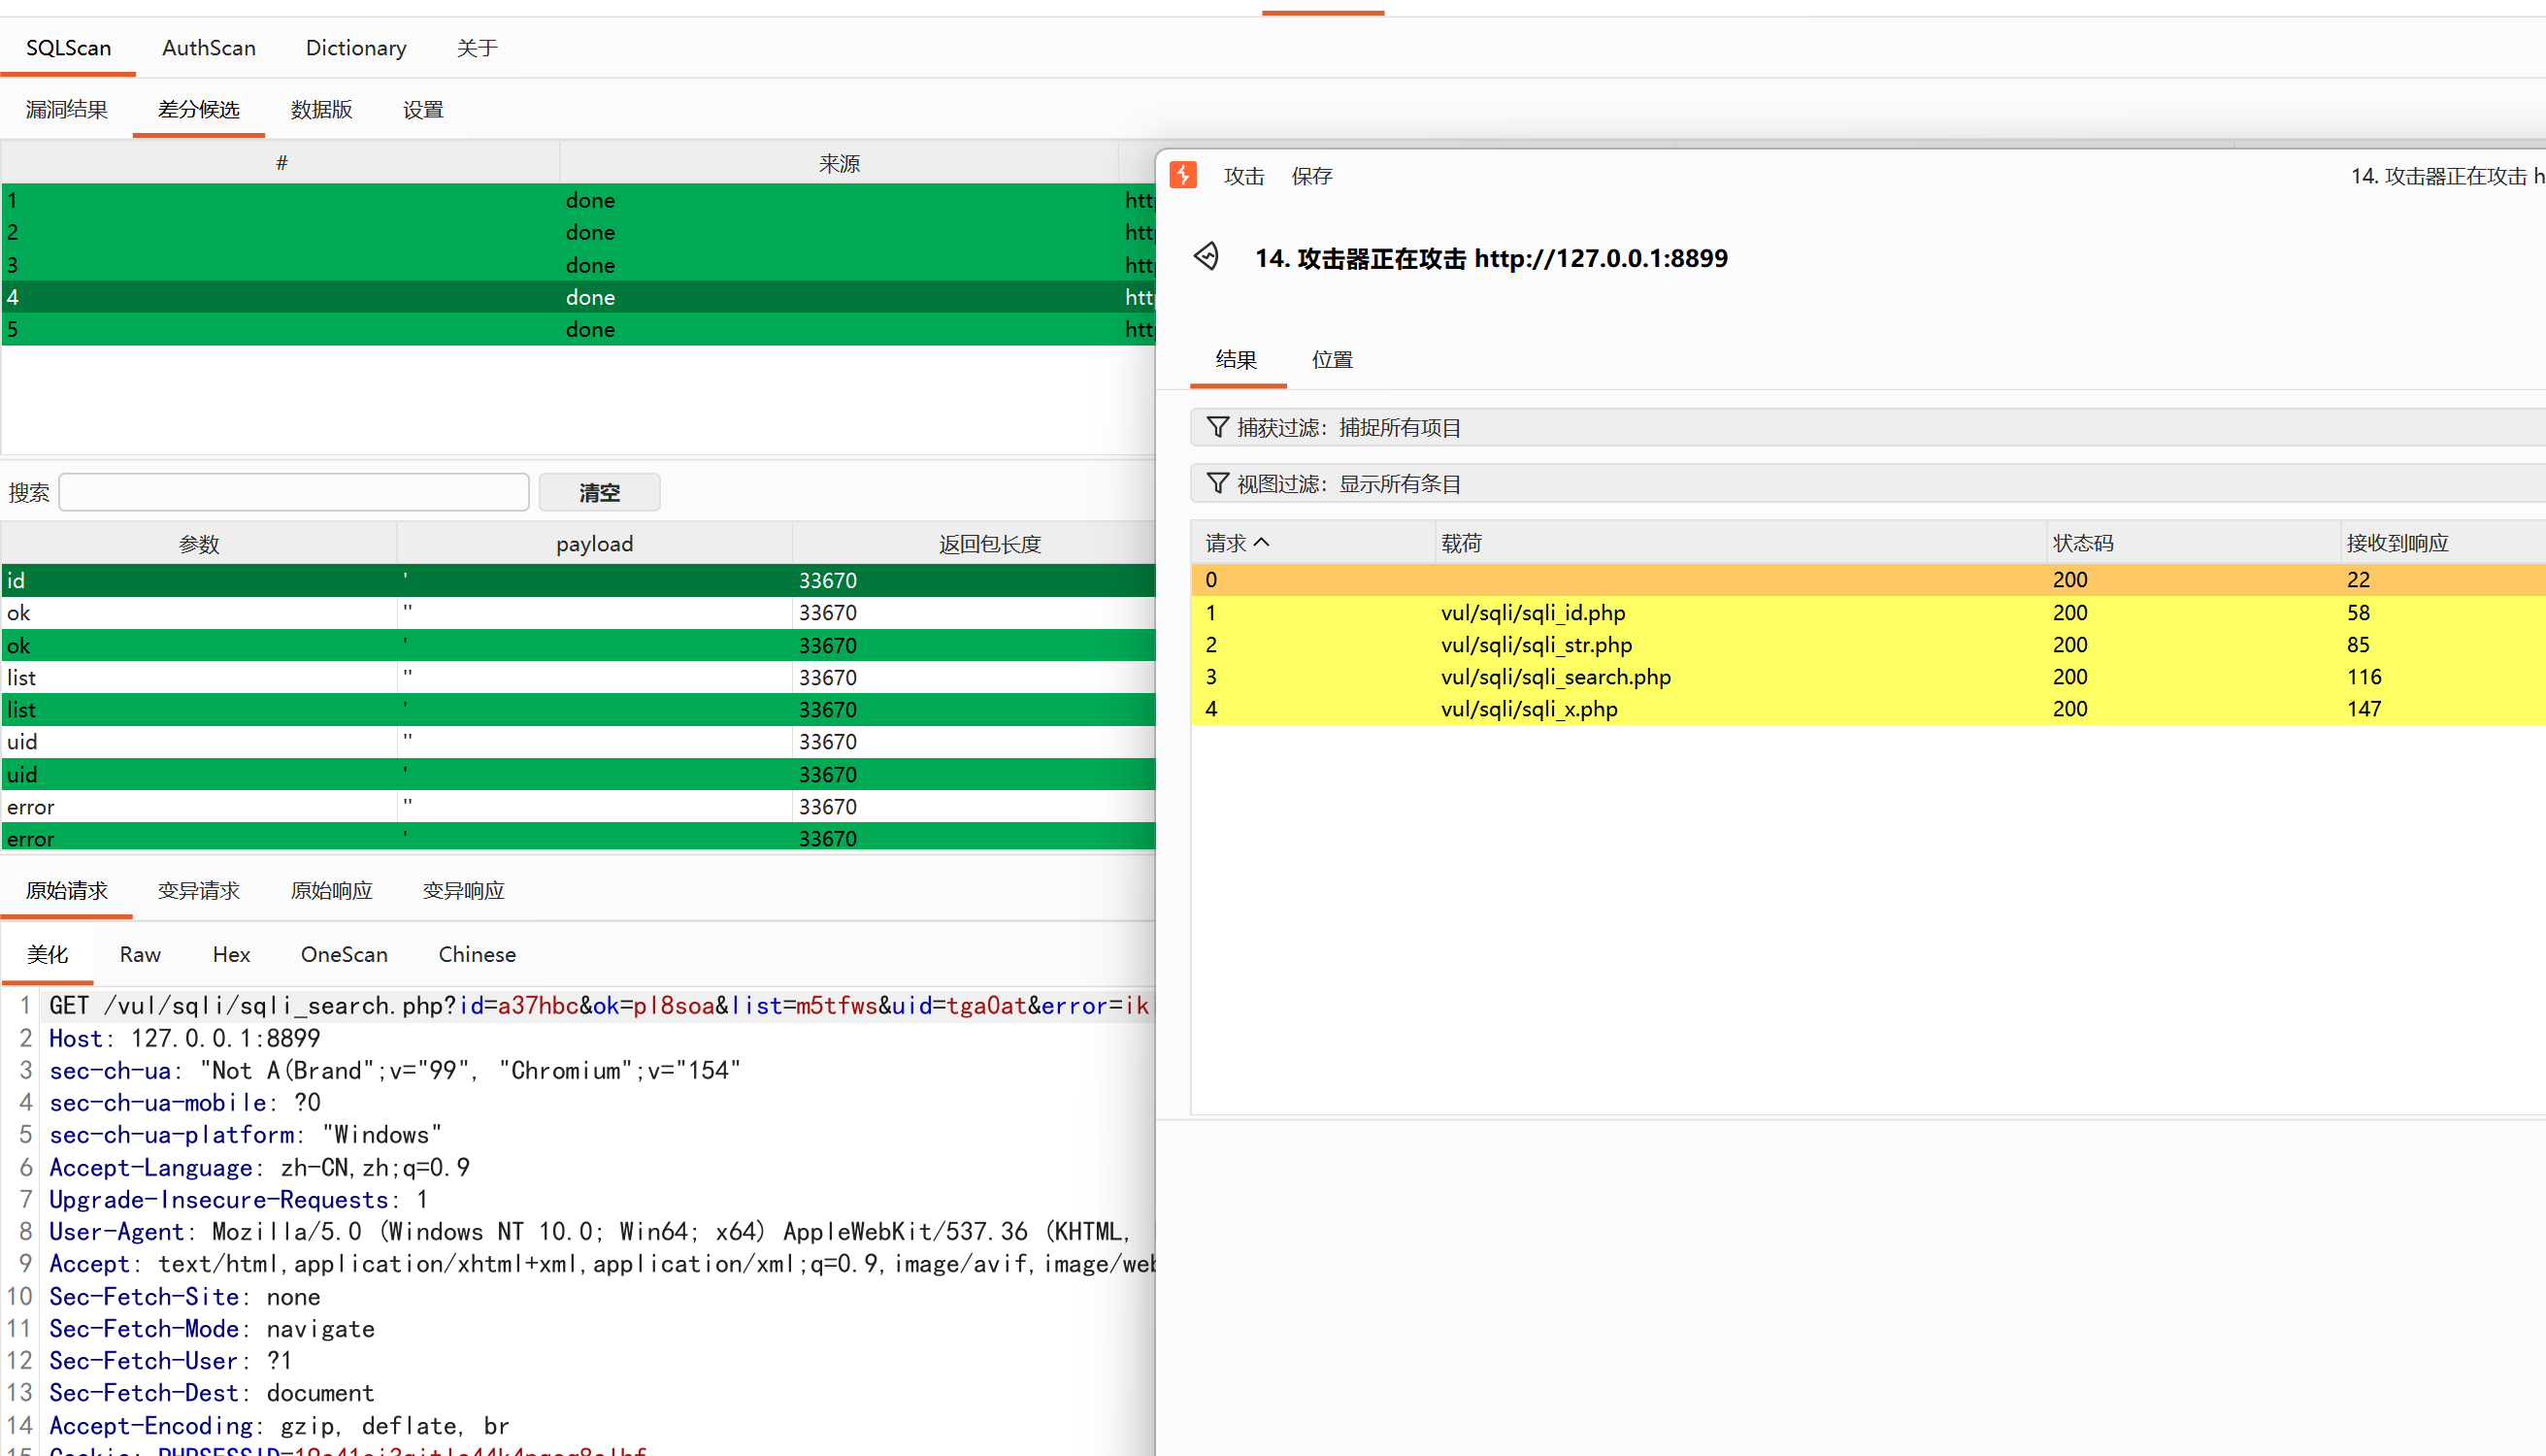 SQLScan AuthScan Dictionary 关于
漏洞结果 差分候选 数据版 设置
# 来源
1 done htt
2 done htt
3 done htt
4 done htt
5 done htt
搜索 清空
参数 payload 返回包长度
id ' 33670
ok '' 33670
ok ' 33670
list '' 33670
list ' 33670
uid '' 33670
uid ' 33670
error '' 33670
error ' 33670
原始请求 变异请求 原始响应 变异响应
美化 Raw Hex OneScan Chinese
1 GET /vul/sqli/sqli_search.php?id=a37hbc&ok=pl8soa&list=m5tfws&uid=tga0at&error=ik
2 Host: 127.0.0.1:8899
3 sec-ch-ua: "Not A(Brand";v="99", "Chromium";v="154"
4 sec-ch-ua-mobile: ?0
5 sec-ch-ua-platform: "Windows"
6 Accept-Language: zh-CN,zh;q=0.9
7 Upgrade-Insecure-Requests: 1
8 User-Agent: Mozilla/5.0 (Windows NT 10.0; Win64; x64) AppleWebKit/537.36 (KHTML,
9 Accept: text/html,application/xhtml+xml,application/xml;q=0.9,image/avif,image/web
10 Sec-Fetch-Site: none
11 Sec-Fetch-Mode: navigate
12 Sec-Fetch-User: ?1
13 Sec-Fetch-Dest: document
14 Accept-Encoding: gzip, deflate, br
攻击 保存 14. 攻击器正在攻击 h
14. 攻击器正在攻击 http://127.0.0.1:8899
结果 位置
捕获过滤：捕捉所有项目
视图过滤：显示所有条目
请求 载荷 状态码 接收到响应
0 200 22
1 vul/sqli/sqli_id.php 200 58
2 vul/sqli/sqli_str.php 200 85
3 vul/sqli/sqli_search.php 200 116
4 vul/sqli/sqli_x.php 200 147